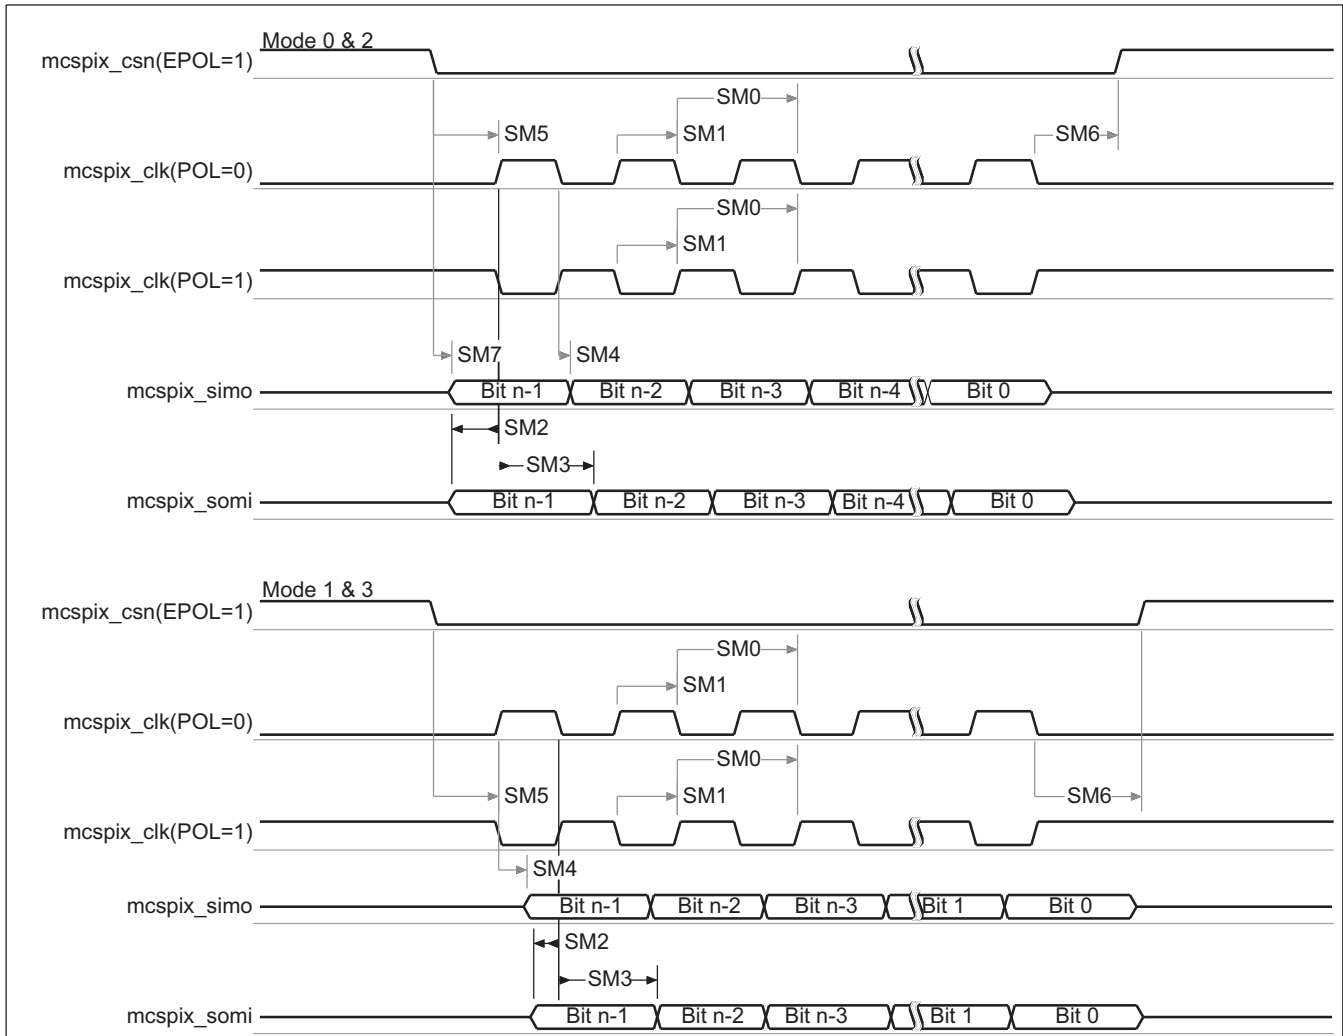 Mode 0 & 2
mcspix_csn(EPOL=1)
SM0
SM5
SM1
SM6
mcspix_clk(POL=0)
SM0
SM1
mcspix_clk(POL=1)
SM7
SM4
mcspix_simo
Bit n-1
Bit n-2
Bit n-3
Bit n-4
Bit 0
SM2
SM3
mcspix_somi
Bit n-1
Bit n-2
Bit n-3
Bit n-4
Bit 0
Mode 1 & 3
mcspix_csn(EPOL=1)
SM0
SM1
mcspix_clk(POL=0)
SM0
SM5
SM1
SM6
mcspix_clk(POL=1)
SM4
mcspix_simo
Bit n-1
Bit n-2
Bit n-3
Bit 1
Bit 0
SM2
SM3
mcspix_somi
Bit n-1
Bit n-2
Bit n-3
Bit 1
Bit 0